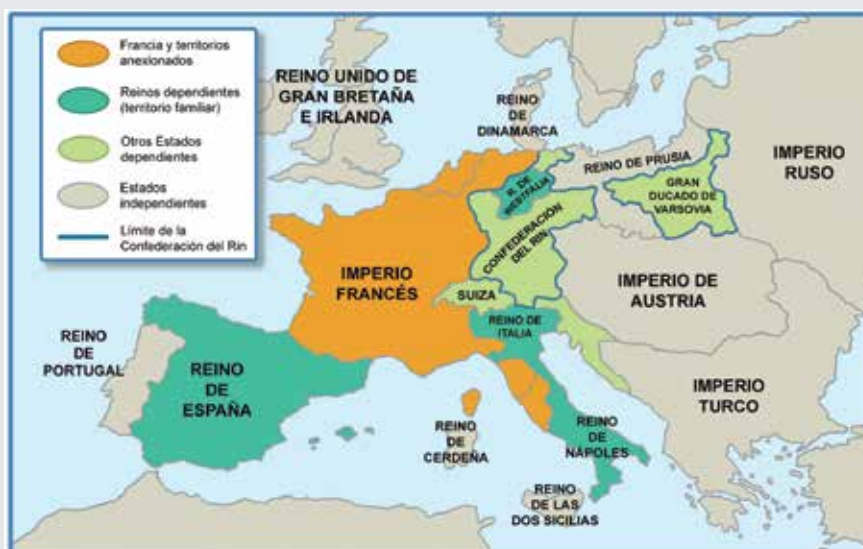 Francia y territorios
anexionados
Reinos dependientes
(territorio familiar)
Otros Estados
dependientes
Estados
independientes
Límite de la
Confederación del Rin
REINO UNIDO DE
GRAN BRETAÑA
E IRLANDA
REINO
DE
DINAMARCA
REINO DE PRUSIA
IMPERIO
RUSO
R. DE
WESTFALIA
GRAN
DUCADO DE
VARSOVIA
CONFEDERACIÓN
DEL RIN
IMPERIO
FRANCÉS
SUIZA
IMPERIO DE
AUSTRIA
REINO DE
ITALIA
REINO
DE
PORTUGAL
REINO
DE
ESPAÑA
IMPERIO
TURCO
REINO
DE
CERDEÑA
REINO
DE
NÁPOLES
REINO
DE LAS
DOS SICILIAS